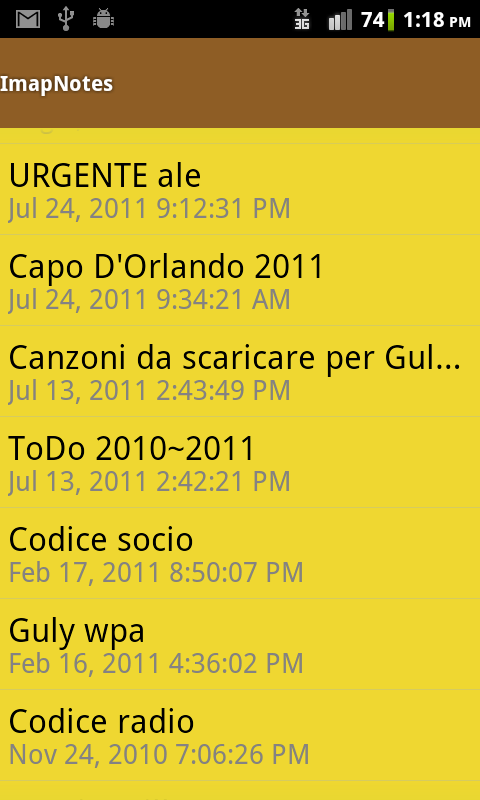 3G 74 1:18 PM
ImapNotes
URGENTE ale
Jul 24, 2011 9:12:31 PM
Capo D'Orlando 2011
Jul 24, 2011 9:34:21 AM
Canzoni da scaricare per Gul...
Jul 13, 2011 2:43:49 PM
ToDo 2010~2011
Jul 13, 2011 2:42:21 PM
Codice socio
Feb 17, 2011 8:50:07 PM
Guly wpa
Feb 16, 2011 4:36:02 PM
Codice radio
Nov 24, 2010 7:06:26 PM